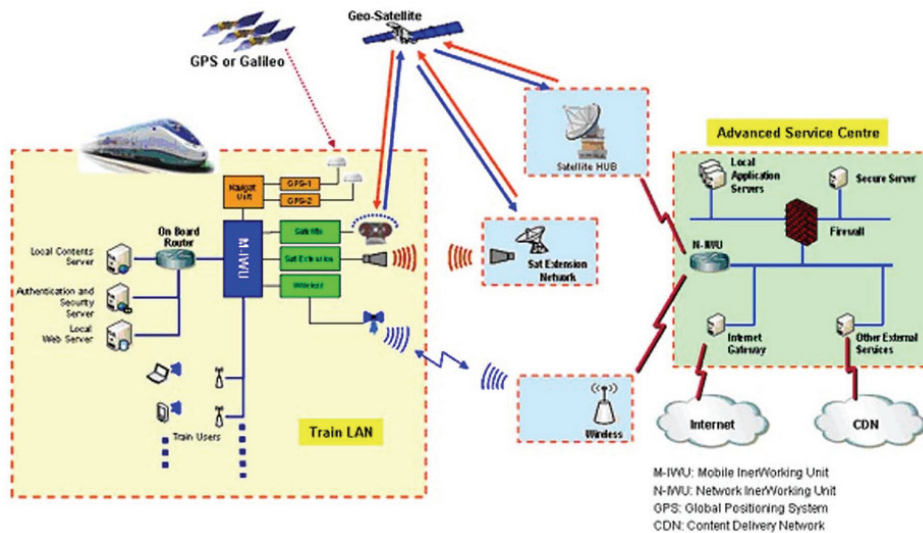 Geo-Satellite
GPS or Galileo
Satellite HUB
Advanced Service Centre
Local
Application
Servers
Secure Server
Firewall
N-IWU
Internet
Gateway
Other External
Services
Internet
CDN
Navigat
Unit
GPS-1
GPS-2
On Board
Router
M-IWU
Satellite
Sat Extension
Wireless
Local Contents
Server
Authentication and
Security
Server
Local
Web Server
Train Users
Train LAN
Sat Extension
Network
Wireless
M-IWU: Mobile InerWorking Unit
N-IWU: Network InerWorking Unit
GPS: Global Positioning System
CDN: Content Delivery Network